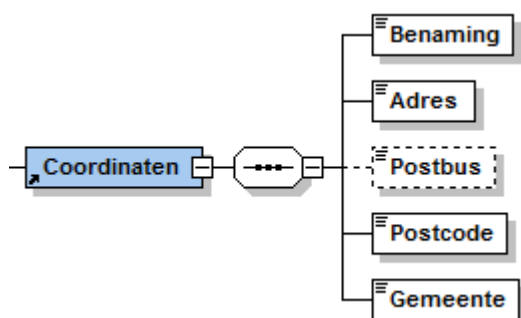 Benaming
Adres
Coordinaten
Postbus
Postcode
Gemeente